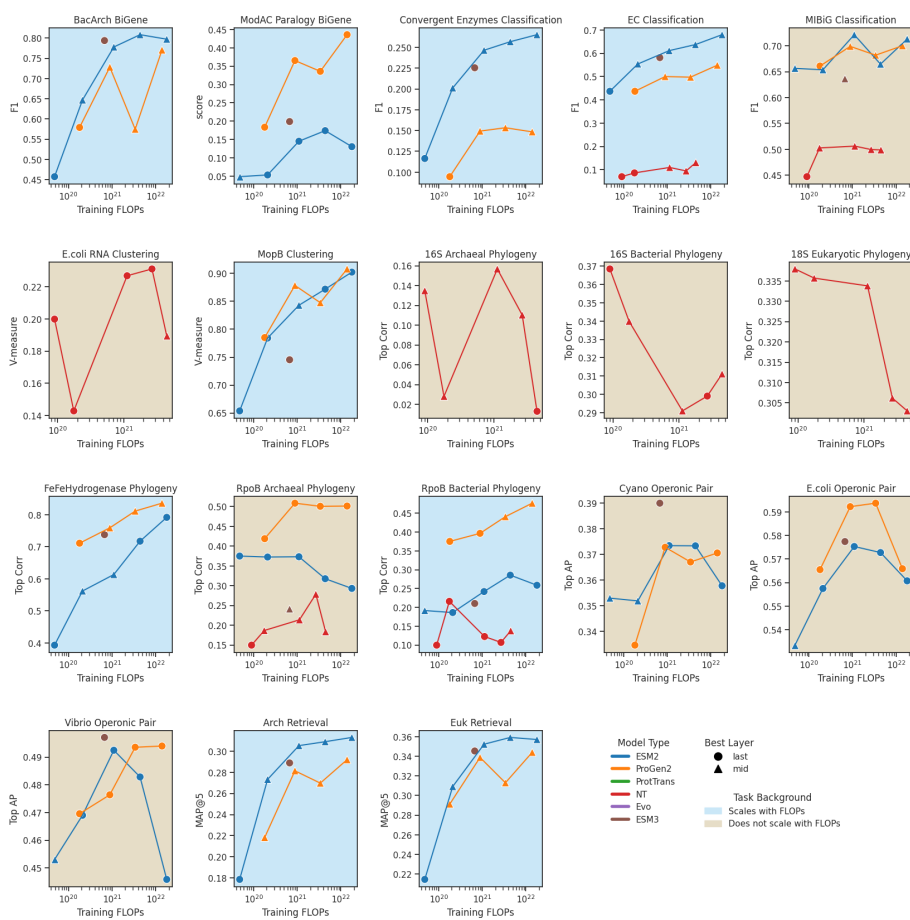 BacArch BiGene
F1
0.80
0.75
0.70
0.65
0.60
0.55
0.50
0.45
10^20
10^21
10^22
Training FLOPs
ModAC Paralogy BiGene
score
0.45
0.40
0.35
0.30
0.25
0.20
0.15
0.10
0.05
10^20
10^21
10^22
Training FLOPs
Convergent Enzymes Classification
F1
0.250
0.225
0.200
0.175
0.150
0.125
0.100
10^20
10^21
10^22
Training FLOPs
EC Classification
F1
0.7
0.6
0.5
0.4
0.3
0.2
0.1
10^20
10^21
10^22
Training FLOPs
MIBiG Classification
F1
0.70
0.65
0.60
0.55
0.50
0.45
10^20
10^21
10^22
Training FLOPs
E.coli RNA Clustering
V-measure
0.22
0.20
0.18
0.16
0.14
10^20
10^21
Training FLOPs
MopB Clustering
V-measure
0.90
0.85
0.80
0.75
0.70
0.65
10^20
10^21
10^22
Training FLOPs
16S Archaeal Phylogeny
Top Corr
0.16
0.14
0.12
0.10
0.08
0.06
0.04
0.02
10^20
10^21
Training FLOPs
16S Bacterial Phylogeny
Top Corr
0.37
0.36
0.35
0.34
0.33
0.32
0.31
0.30
0.29
10^20
10^21
Training FLOPs
18S Eukaryotic Phylogeny
Top Corr
0.335
0.330
0.325
0.320
0.315
0.310
0.305
10^20
10^21
Training FLOPs
FeFeHydrogenase Phylogeny
Top Corr
0.8
0.7
0.6
0.5
0.4
10^20
10^21
10^22
Training FLOPs
RpoB Archaeal Phylogeny
Top Corr
0.50
0.45
0.40
0.35
0.30
0.25
0.20
0.15
10^20
10^21
10^22
Training FLOPs
RpoB Bacterial Phylogeny
Top Corr
0.45
0.40
0.35
0.30
0.25
0.20
0.15
0.10
10^20
10^21
10^22
Training FLOPs
Cyano Operonic Pair
Top AP
0.39
0.38
0.37
0.36
0.35
0.34
10^20
10^21
10^22
Training FLOPs
E.coli Operonic Pair
Top AP
0.59
0.58
0.57
0.56
0.55
0.54
10^20
10^21
10^22
Training FLOPs
Vibrio Operonic Pair
Top AP
0.49
0.48
0.47
0.46
0.45
10^20
10^21
10^22
Training FLOPs
Arch Retrieval
MAP@5
0.30
0.28
0.26
0.24
0.22
0.20
0.18
10^20
10^21
10^22
Training FLOPs
Euk Retrieval
MAP@5
0.36
0.34
0.32
0.30
0.28
0.26
0.24
0.22
10^20
10^21
10^22
Training FLOPs
Model Type
ESM2
ProGen2
ProtTrans
NT
Evo
ESM3
Best Layer
last
mid
Task Background
Scales with FLOPs
Does not scale with FLOPs